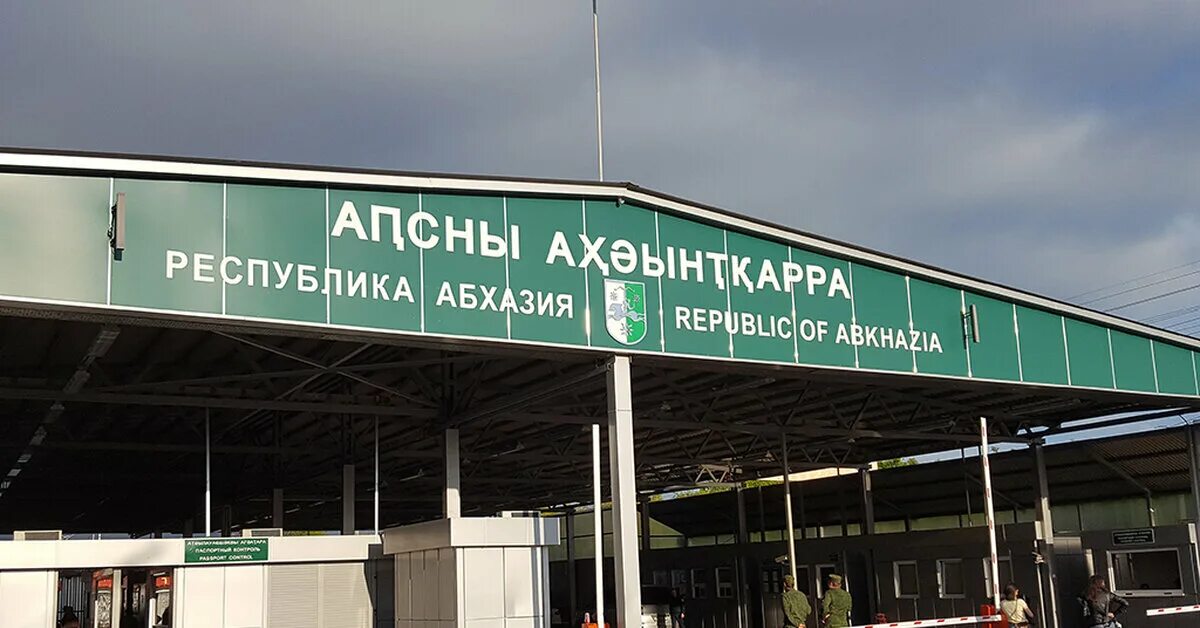 АԤСНЫ АҲӘЫНҬҚАРРА
РЕСПУБЛИКА АБХАЗИЯ
REPUBLIC OF ABKHAZIA
ПАСПОРТНЫЙ КОНТРОЛЬ
PASSPORT CONTROL